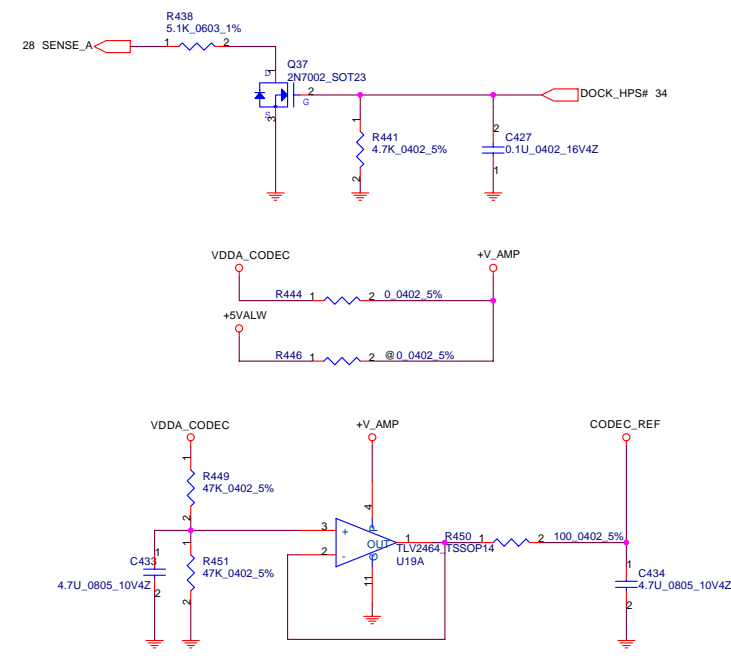 R438
5.1K_0603_1%
28 SENSE_A
1 2
Q37
2N7002_SOT23
D 1
2
G
S 3
DOCK_HPS# 34
1
R441
4.7K_0402_5%
2
2
C427
0.1U_0402_16V4Z
1
VDDA_CODEC
+V_AMP
R444 1 2 0_0402_5%
+5VALW
R446 1 2 @0_0402_5%
VDDA_CODEC
+V_AMP
CODEC_REF
1
R449
47K_0402_5%
2
4
P
3 +
OUT 1
2 -
G
11
TLV2464_TSSOP14
U19A
R450 1 2 100_0402_5%
1
C433
4.7U_0805_10V4Z
2
1
R451
47K_0402_5%
2
1
C434
4.7U_0805_10V4Z
2